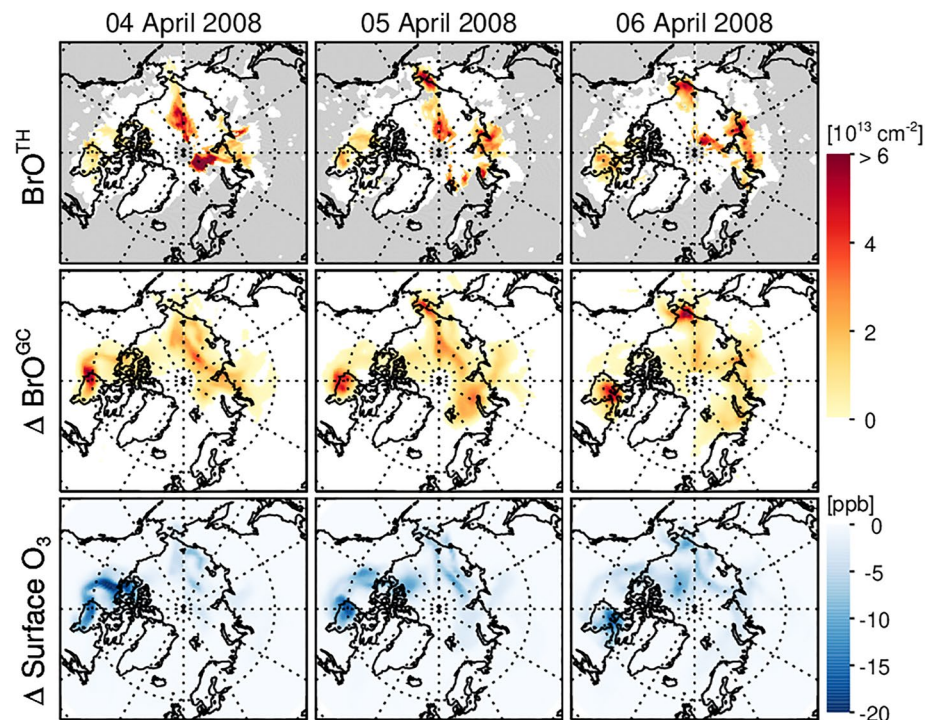 04 April 2008 05 April 2008 06 April 2008
BrO^TH
[10^13 cm^-2]
>6
4
2
0
Δ BrO^GC
Δ Surface O₃
[ppb]
0
-5
-10
-15
-20